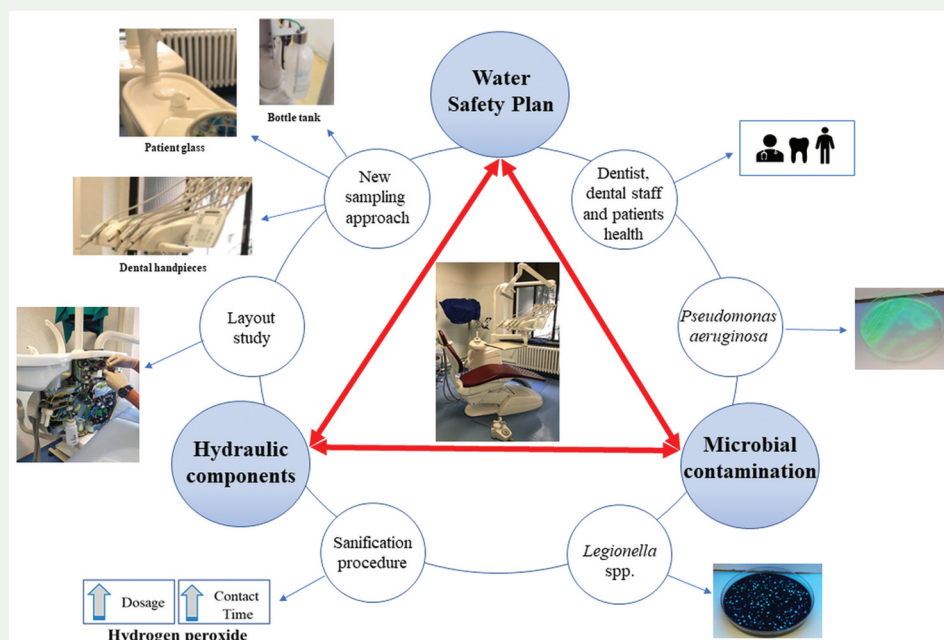 Water
Safety Plan
Bottle tank
Patient glass
New
sampling
approach
Dentist,
dental staff
and patients
health
Dental handpieces
Layout
study
Pseudomonas
aeruginosa
Hydraulic
components
Microbial
contamination
Sanification
procedure
Legionella
spp.
Dosage
Contact
Time
Hydrogen peroxide